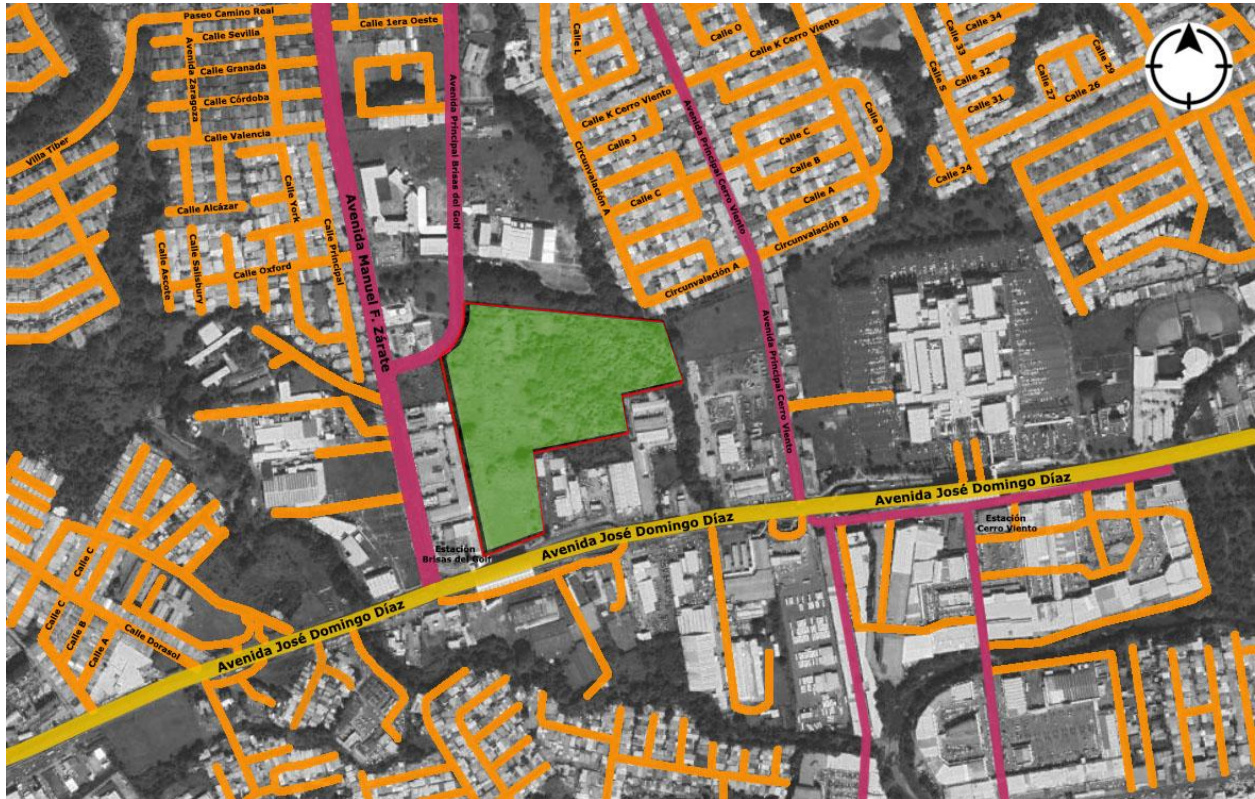 Paseo Camino Real
Calle 1era Oeste
Calle Sevilla
Avenida Zaragoza
Calle Granada
Calle Córdoba
Calle Valencia
Villa Tiber
Calle York
Calle Alcázar
Calle Principal
Calle Ascote
Calle Salisbury
Calle Oxford
Avenida Manuel F. Zárate
Avenida Principal Brisas del Golf
Calle L
Calle O
Calle K Cerro Viento
Calle K Cerro Viento
Calle J
Calle C
Circunvalación A
Circunvalación A
Avenida Principal Cerro Viento
Avenida Principal Cerro Viento
Calle C
Calle B
Calle A
Calle D
Circunvalación B
Calle S
Calle 34
Calle 33
Calle 32
Calle 31
Calle 27
Calle 29
Calle 26
Calle 24
Avenida José Domingo Díaz
Estación
Cerro Viento
Avenida José Domingo Díaz
Estación
Brisas del Golf
Avenida José Domingo Díaz
Calle C
Calle C
Calle B
Calle A
Calle Dorasol